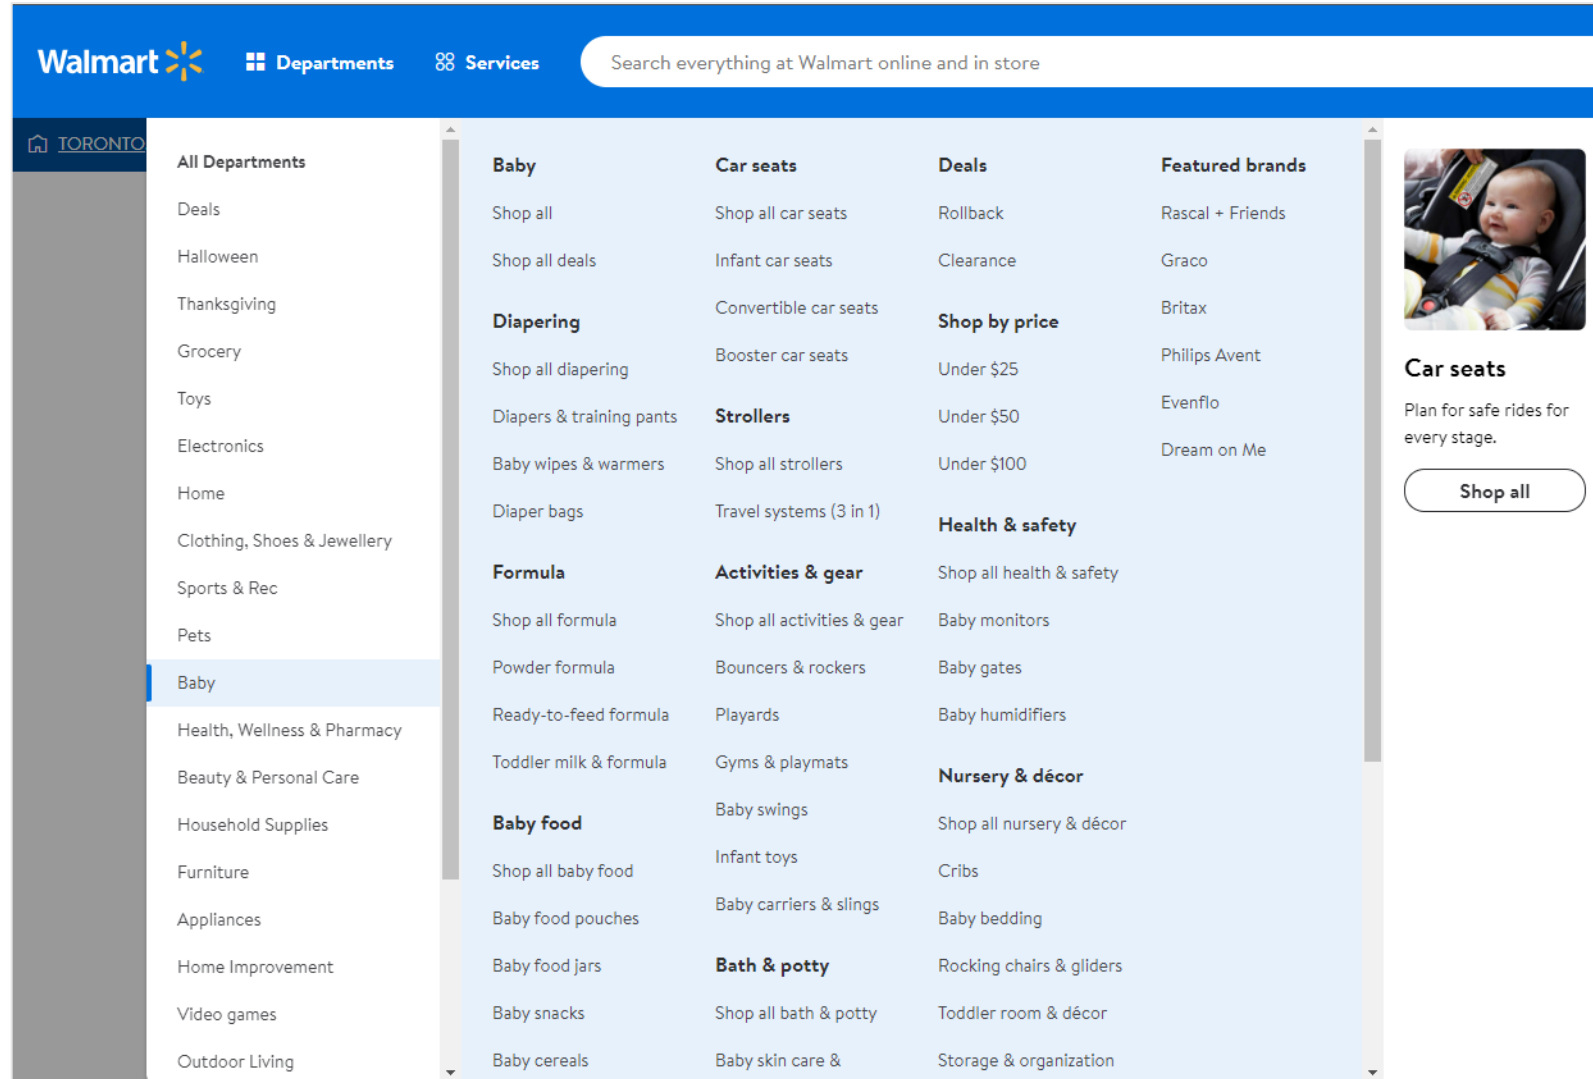 Walmart
Departments
Services
Search everything at Walmart online and in store
TORONTO
All Departments
Deals
Halloween
Thanksgiving
Grocery
Toys
Electronics
Home
Clothing, Shoes & Jewellery
Sports & Rec
Pets
Baby
Health, Wellness & Pharmacy
Beauty & Personal Care
Household Supplies
Furniture
Appliances
Home Improvement
Video games
Outdoor Living
Baby
Shop all
Shop all deals
Diapering
Shop all diapering
Diapers & training pants
Baby wipes & warmers
Diaper bags
Formula
Shop all formula
Powder formula
Ready-to-feed formula
Toddler milk & formula
Baby food
Shop all baby food
Baby food pouches
Baby food jars
Baby snacks
Baby cereals
Car seats
Shop all car seats
Infant car seats
Convertible car seats
Booster car seats
Strollers
Shop all strollers
Travel systems (3 in 1)
Activities & gear
Shop all activities & gear
Bouncers & rockers
Playards
Gyms & playmats
Baby swings
Infant toys
Baby carriers & slings
Bath & potty
Shop all bath & potty
Baby skin care &
Deals
Rollback
Clearance
Shop by price
Under $25
Under $50
Under $100
Health & safety
Shop all health & safety
Baby monitors
Baby gates
Baby humidifiers
Nursery & décor
Shop all nursery & décor
Cribs
Baby bedding
Rocking chairs & gliders
Toddler room & décor
Storage & organization
Featured brands
Rascal + Friends
Graco
Britax
Philips Avent
Evenflo
Dream on Me
Car seats
Plan for safe rides for
every stage.
Shop all